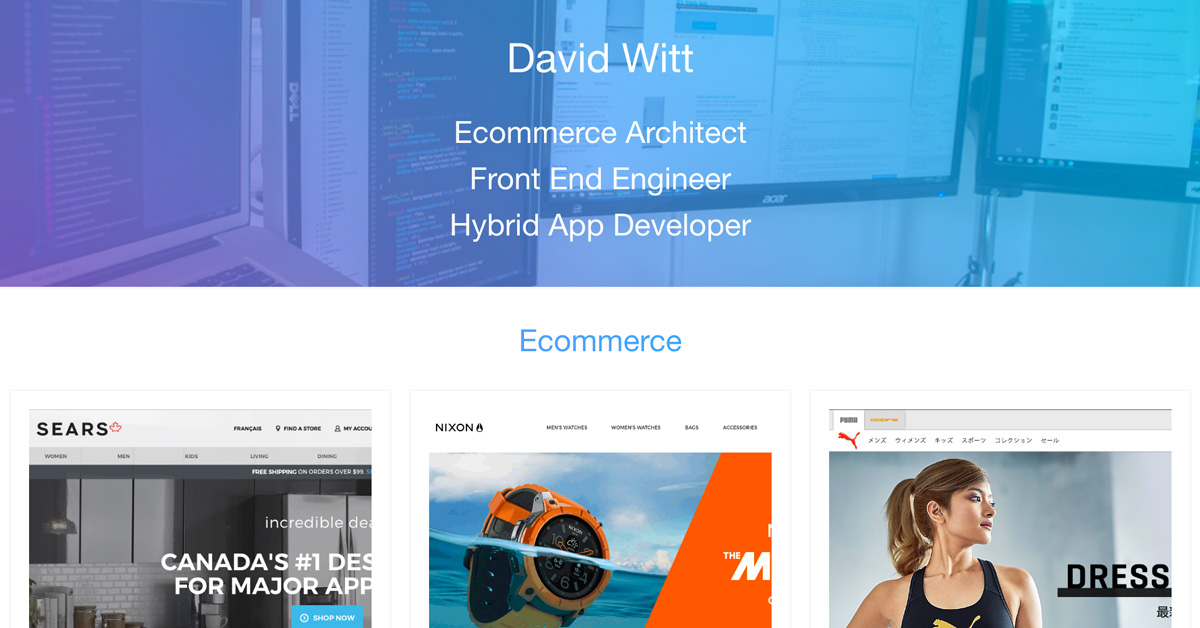 David Witt
Ecommerce Architect
Front End Engineer
Hybrid App Developer
DELL
acer
Ecommerce
SEARS
FRANÇAIS FIND A STORE MY ACCOU
WOMEN MEN KIDS LIVING DINING
FREE SHIPPING ON ORDERS OVER $99.
incredible dea
CANADA'S #1 DES
FOR MAJOR APP
SHOP NOW
NIXON
MEN'S WATCHES WOMEN'S WATCHES BAGS ACCESSORIES
NIXON
THE
PUMA
メンズ ウィメンズ キッズ スポーツ コレクション セール
DRESS